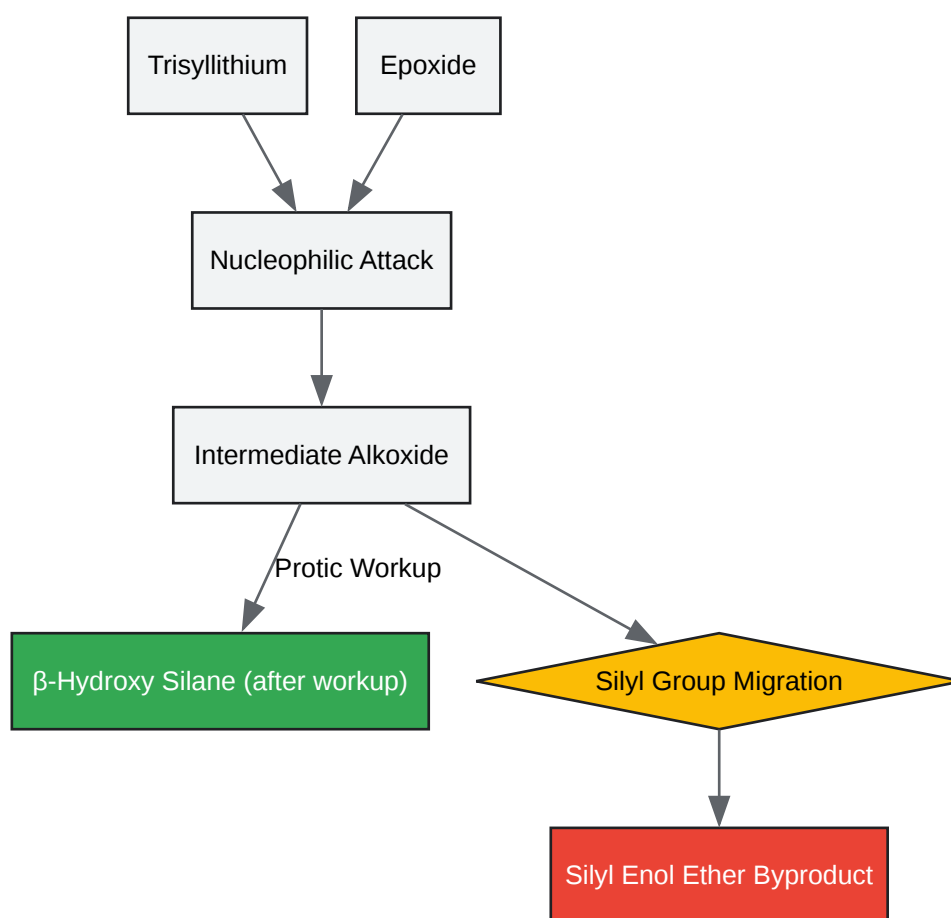 Trisyllithium
Epoxide
Nucleophilic Attack
Intermediate Alkoxide
Protic Workup
β-Hydroxy Silane (after workup)
Silyl Group Migration
Silyl Enol Ether Byproduct